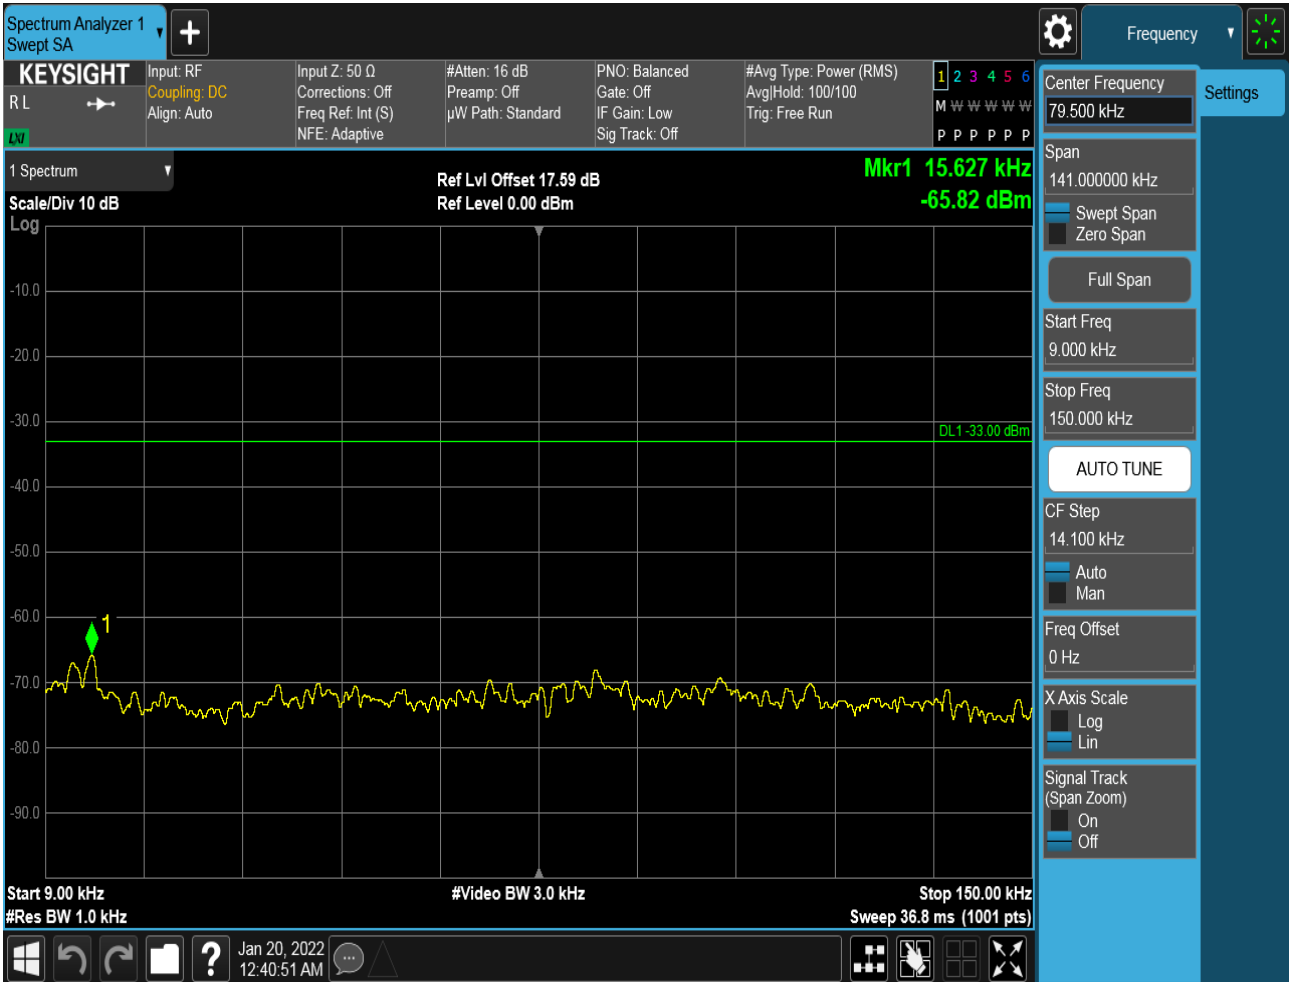 Spectrum Analyzer 1
Swept SA
Frequency
KEYSIGHT
R L
LXI
Input: RF
Coupling: DC
Align: Auto
Input Z: 50 Ω
Corrections: Off
Freq Ref: Int (S)
NFE: Adaptive
#Atten: 16 dB
Preamp: Off
µW Path: Standard
PNO: Balanced
Gate: Off
IF Gain: Low
Sig Track: Off
#Avg Type: Power (RMS)
Avg|Hold: 100/100
Trig: Free Run
1 2 3 4 5 6
M W W W W W
P P P P P P
1 Spectrum
Scale/Div 10 dB
Log
Ref Lvl Offset 17.59 dB
Ref Level 0.00 dBm
Mkr1 15.627 kHz
-65.82 dBm
-10.0
-20.0
-30.0
DL1 -33.00 dBm
-40.0
-50.0
-60.0
1
-70.0
-80.0
-90.0
Start 9.00 kHz
#Video BW 3.0 kHz
Stop 150.00 kHz
#Res BW 1.0 kHz
Sweep 36.8 ms (1001 pts)
Jan 20, 2022
12:40:51 AM
?
Center Frequency
79.500 kHz
Settings
Span
141.000000 kHz
Swept Span
Zero Span
Full Span
Start Freq
9.000 kHz
Stop Freq
150.000 kHz
AUTO TUNE
CF Step
14.100 kHz
Auto
Man
Freq Offset
0 Hz
X Axis Scale
Log
Lin
Signal Track
(Span Zoom)
On
Off